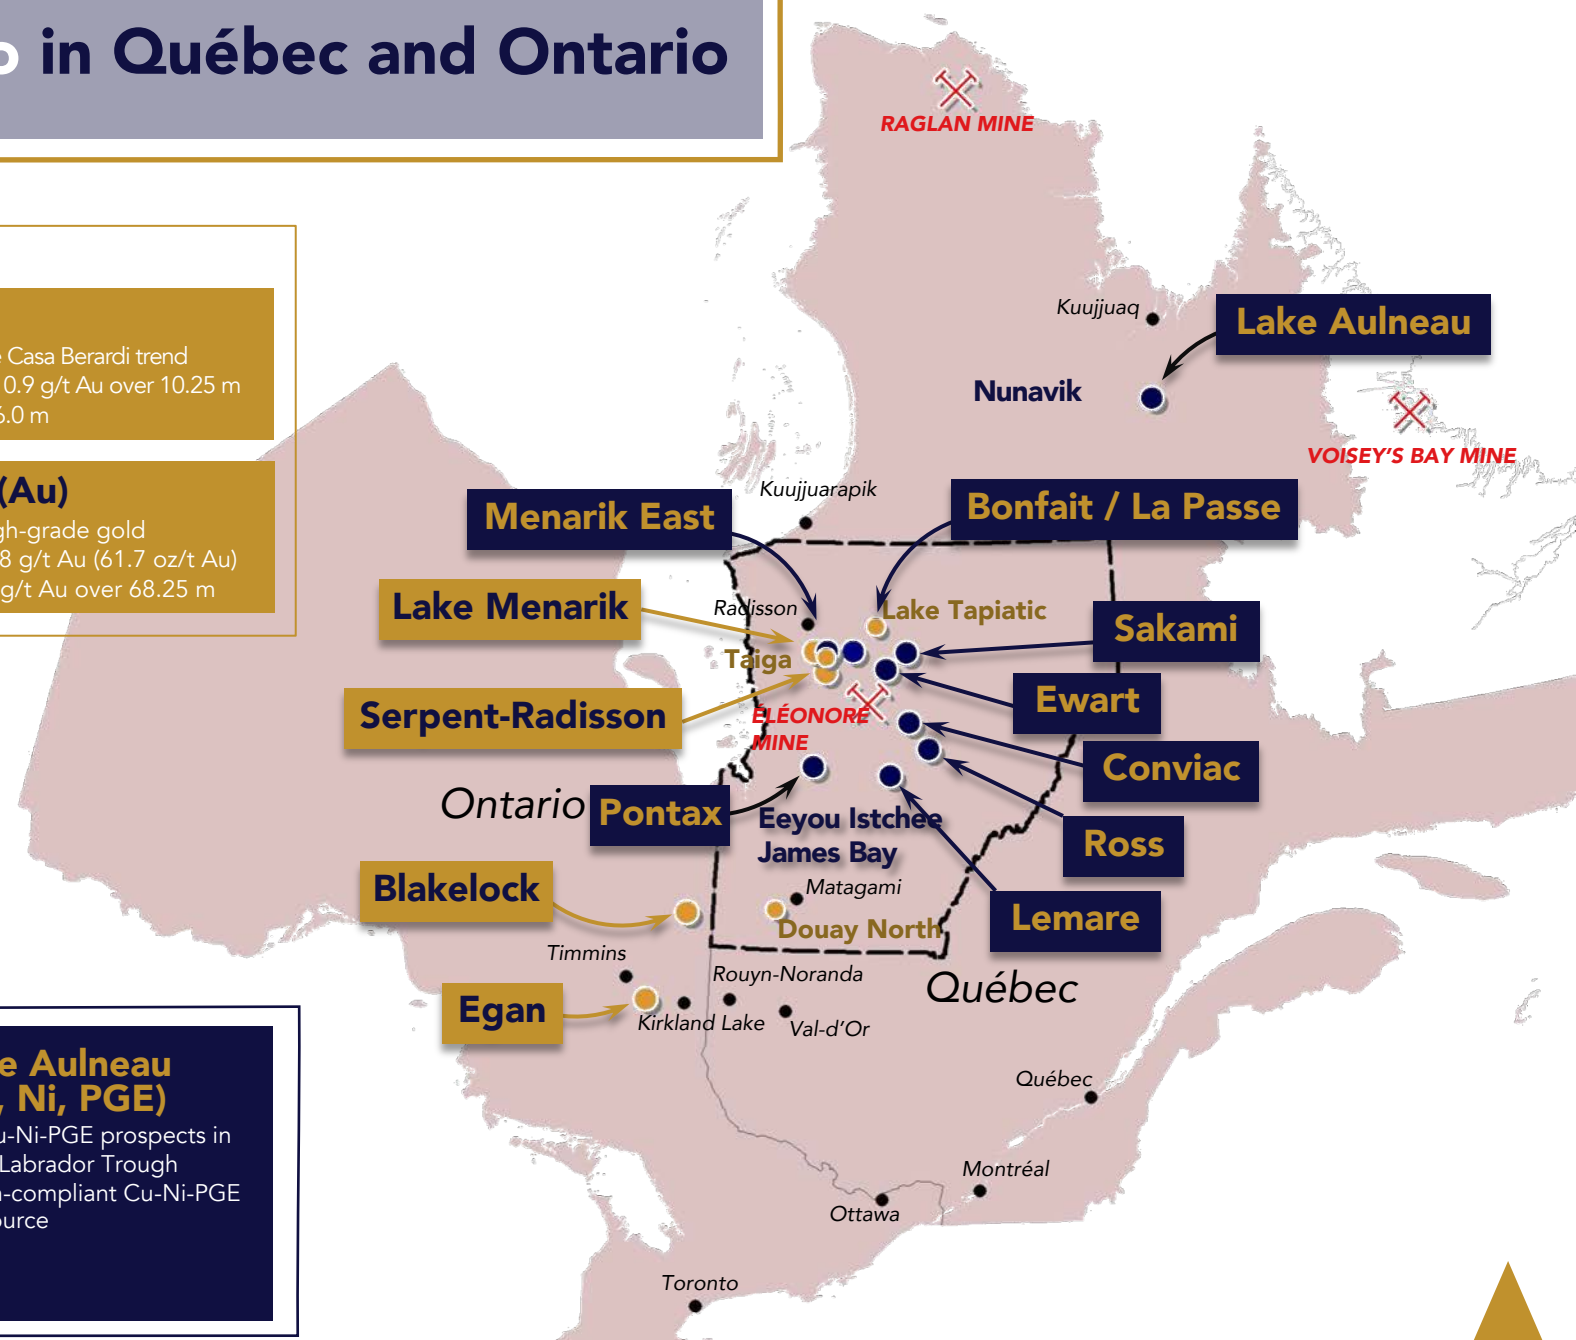 in Québec and Ontario
RAGLAN MINE
Casa Berardi trend
0.9 g/t Au over 10.25 m
6.0 m
(Au)
gh-grade gold
8 g/t Au (61.7 oz/t Au)
g/t Au over 68.25 m
Kuujjuaq
Lake Aulneau
Nunavik
VOISEY'S BAY MINE
Kuujjuarapik
Menarik East
Bonfait / La Passe
Lake Menarik
Radisson
Lake Tapiatic
Sakami
Taiga
Ewart
Serpent-Radisson
ÉLÉONORE
MINE
Conviac
Ontario
Pontax
Eeyou Istchee
James Bay
Ross
Blakelock
Matagami
Lemare
Douay North
Timmins
Rouyn-Noranda
Québec
Egan
Kirkland Lake
Val-d'Or
e Aulneau
, Ni, PGE)
u-Ni-PGE prospects in
Labrador Trough
-compliant Cu-Ni-PGE
ource
Québec
Montréal
Ottawa
Toronto